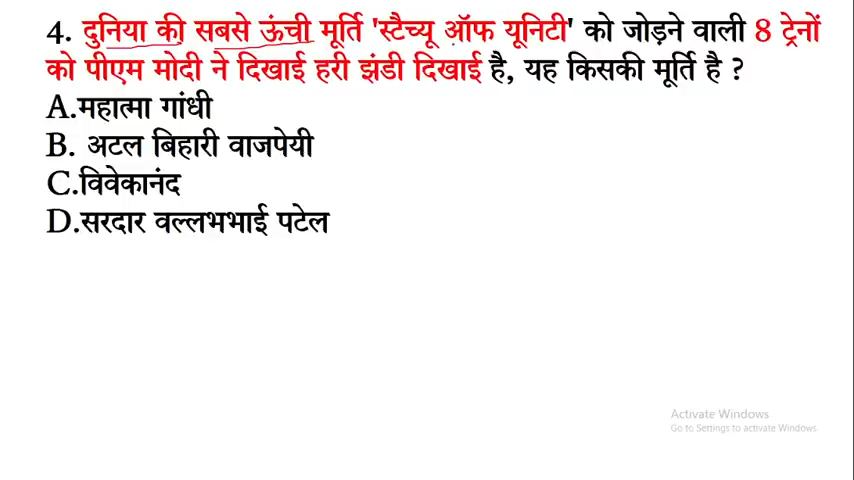 4. दुनिया की सबसे ऊंची मूर्ति 'स्टैच्यू ऑफ यूनिटी' को जोड़ने वाली 8 ट्रेनों
को पीएम मोदी ने दिखाई हरी झंडी दिखाई है, यह किसकी मूर्ति है ?
A.महात्मा गांधी
B. अटल बिहारी वाजपेयी
C.विवेकानंद
D.सरदार वल्लभभाई पटेल
Activate Windows
Go to Settings to activate Windows.